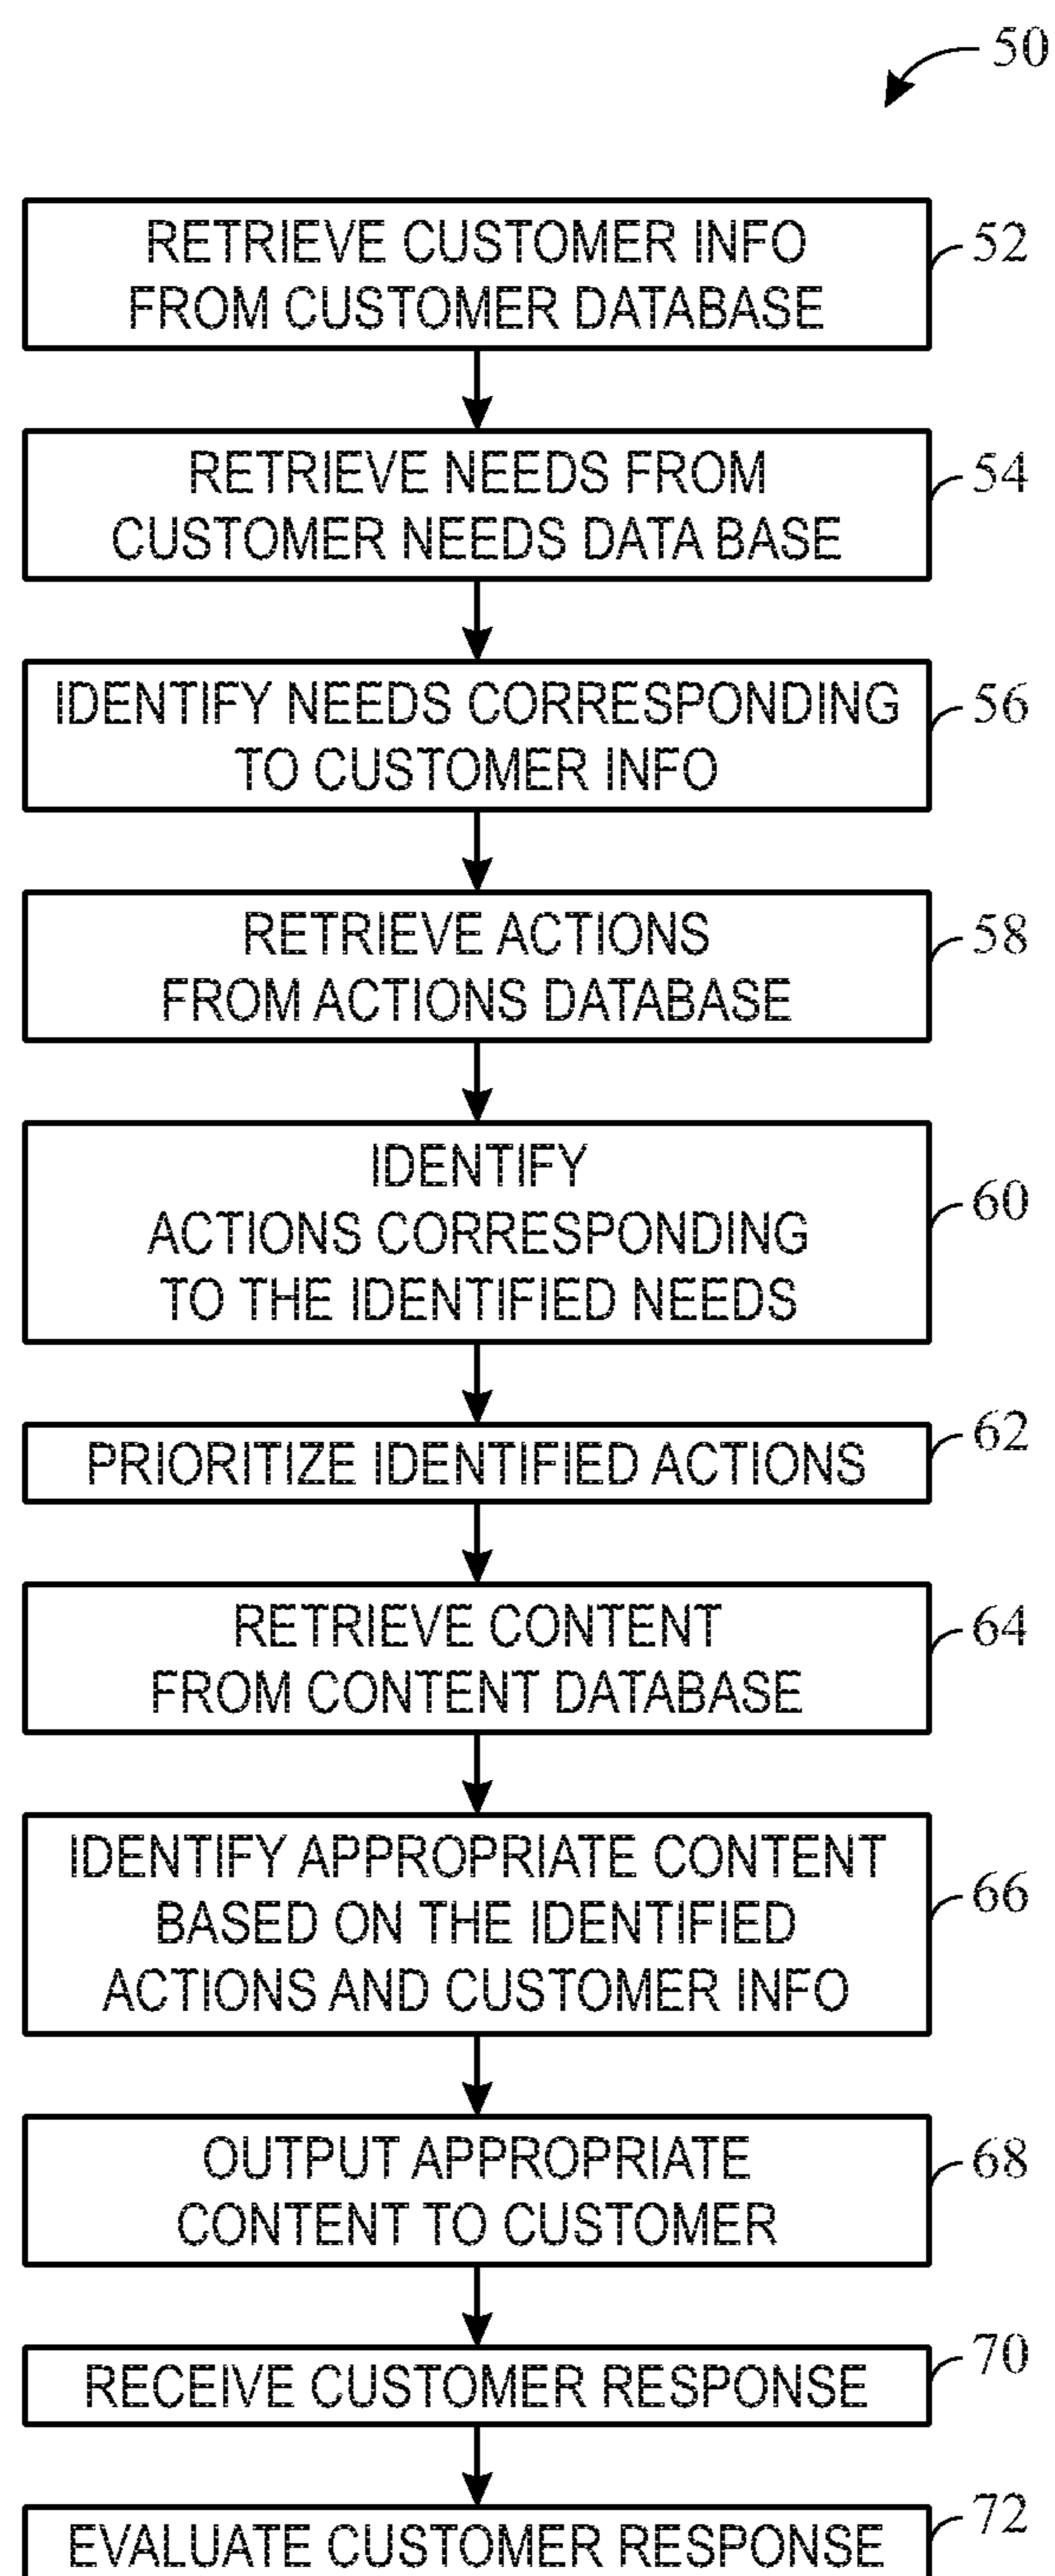 50
RETRIEVE CUSTOMER INFO
FROM CUSTOMER DATABASE
52
RETRIEVE NEEDS FROM
CUSTOMER NEEDS DATA BASE
54
IDENTIFY NEEDS CORRESPONDING
TO CUSTOMER INFO
56
RETRIEVE ACTIONS
FROM ACTIONS DATABASE
58
IDENTIFY
ACTIONS CORRESPONDING
TO THE IDENTIFIED NEEDS
60
PRIORITIZE IDENTIFIED ACTIONS
62
RETRIEVE CONTENT
FROM CONTENT DATABASE
64
IDENTIFY APPROPRIATE CONTENT
BASED ON THE IDENTIFIED
ACTIONS AND CUSTOMER INFO
66
OUTPUT APPROPRIATE
CONTENT TO CUSTOMER
68
RECEIVE CUSTOMER RESPONSE
70
EVALUATE CUSTOMER RESPONSE
72